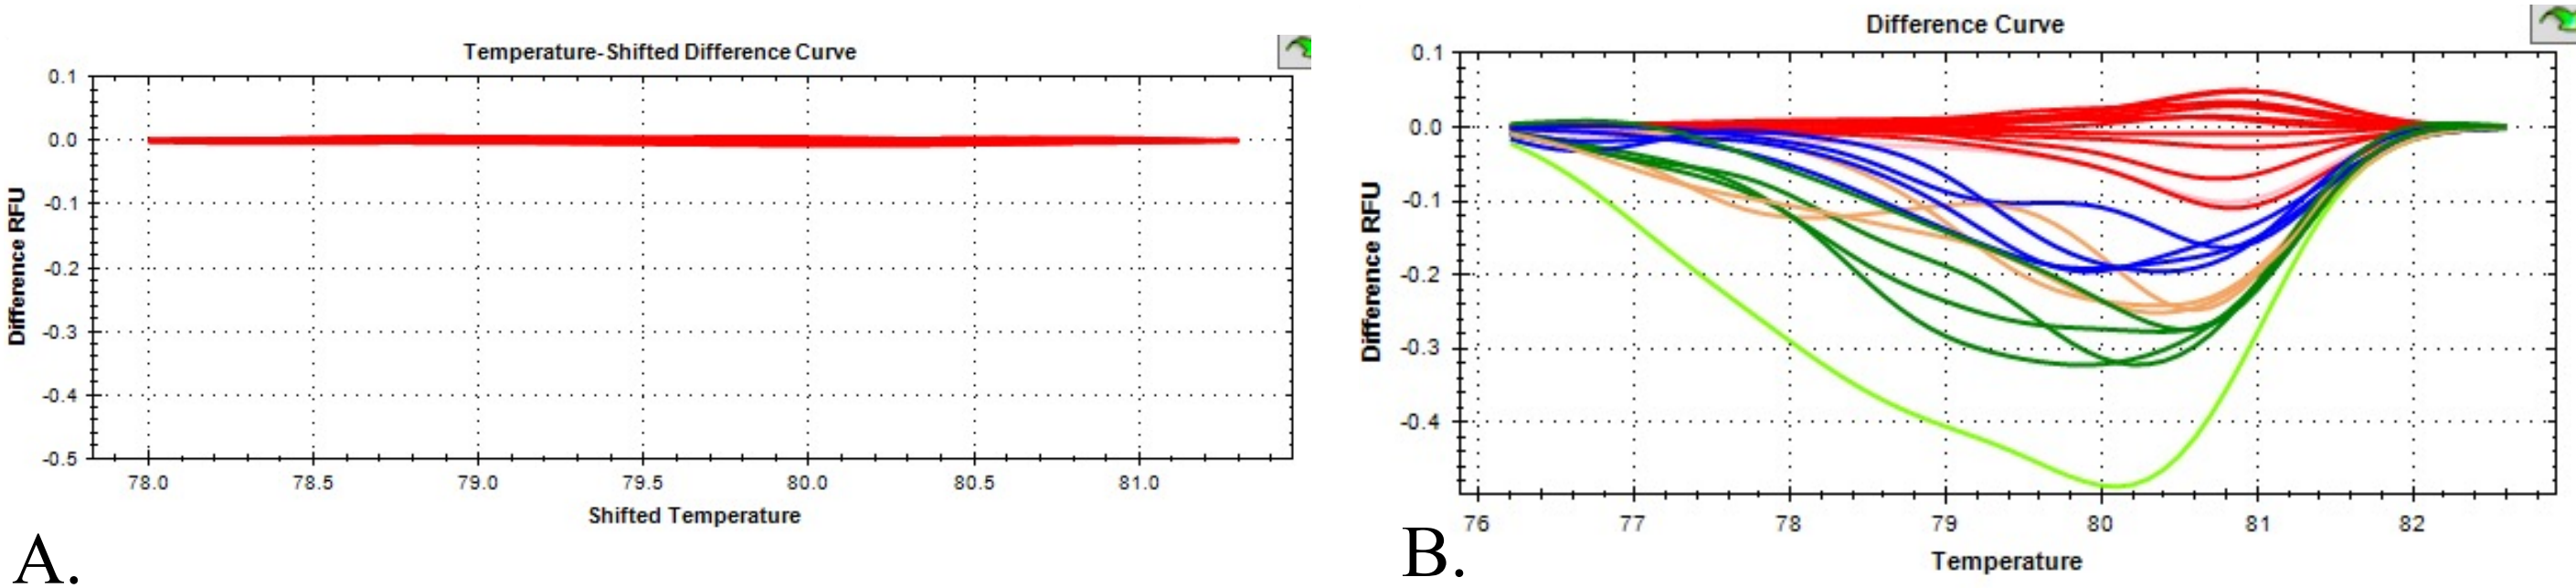 Temperature-Shifted Difference Curve
0.1
0.0
-0.1
-0.2
-0.3
-0.4
-0.5
Difference RFU
78.0 78.5 79.0 79.5 80.0 80.5 81.0
Shifted Temperature
A.
Difference Curve
0.1
0.0
-0.1
-0.2
-0.3
-0.4
Difference RFU
76 77 78 79 80 81 82
Temperature
B.